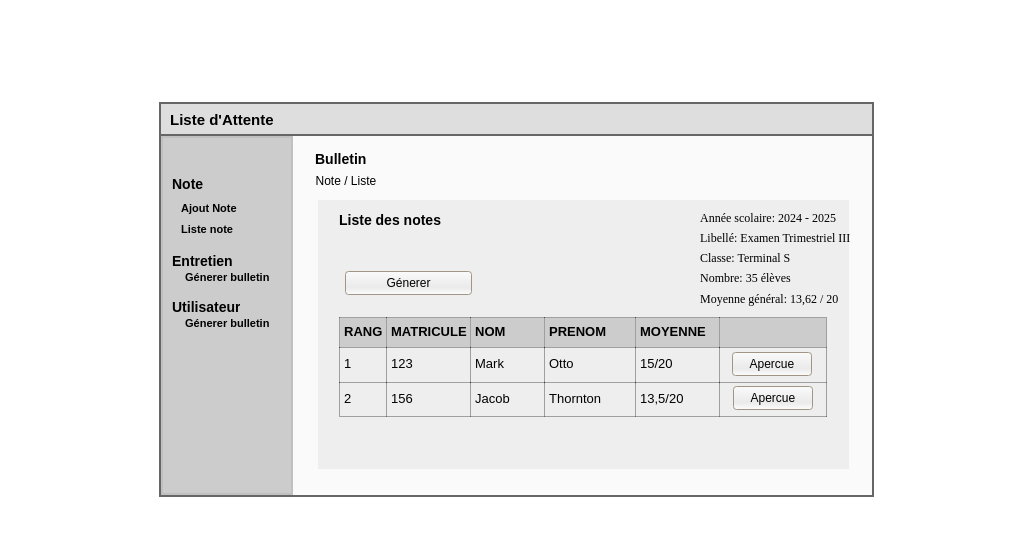 Liste d'Attente
Note
Ajout Note
Liste note
Entretien
Génerer bulletin
Utilisateur
Génerer bulletin
Bulletin
Note / Liste
Liste des notes
Année scolaire: 2024 - 2025
Libellé: Examen Trimestriel III
Classe: Terminal S
Nombre: 35 élèves
Moyenne général: 13,62 / 20
Génerer
RANG MATRICULE NOM PRENOM MOYENNE
1 123 Mark Otto 15/20 Apercue
2 156 Jacob Thornton 13,5/20 Apercue